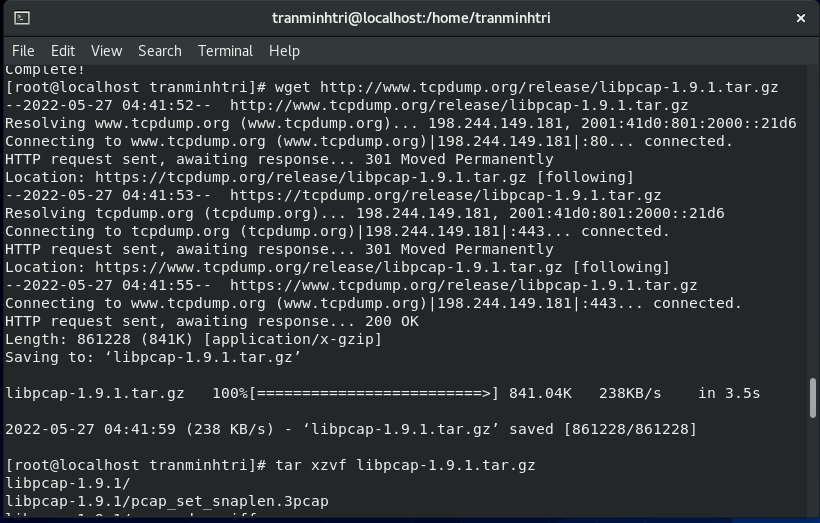 tranminhtri@localhost:/home/tranminhtri
File Edit View Search Terminal Help
Complete!
[root@localhost tranminhtri]# wget http://www.tcpdump.org/release/libpcap-1.9.1.tar.gz
--2022-05-27 04:41:52--  http://www.tcpdump.org/release/libpcap-1.9.1.tar.gz
Resolving www.tcpdump.org (www.tcpdump.org)... 198.244.149.181, 2001:41d0:801:2000::21d6
Connecting to www.tcpdump.org (www.tcpdump.org)|198.244.149.181|:80... connected.
HTTP request sent, awaiting response... 301 Moved Permanently
Location: https://tcpdump.org/release/libpcap-1.9.1.tar.gz [following]
--2022-05-27 04:41:53--  https://tcpdump.org/release/libpcap-1.9.1.tar.gz
Resolving tcpdump.org (tcpdump.org)... 198.244.149.181, 2001:41d0:801:2000::21d6
Connecting to tcpdump.org (tcpdump.org)|198.244.149.181|:443... connected.
HTTP request sent, awaiting response... 301 Moved Permanently
Location: https://www.tcpdump.org/release/libpcap-1.9.1.tar.gz [following]
--2022-05-27 04:41:55--  https://www.tcpdump.org/release/libpcap-1.9.1.tar.gz
Connecting to www.tcpdump.org (www.tcpdump.org)|198.244.149.181|:443... connected.
HTTP request sent, awaiting response... 200 OK
Length: 861228 (841K) [application/x-gzip]
Saving to: ‘libpcap-1.9.1.tar.gz’
libpcap-1.9.1.tar.gz   100%[=========================>] 841.04K   238KB/s    in 3.5s
2022-05-27 04:41:59 (238 KB/s) - ‘libpcap-1.9.1.tar.gz’ saved [861228/861228]
[root@localhost tranminhtri]# tar xzvf libpcap-1.9.1.tar.gz
libpcap-1.9.1/
libpcap-1.9.1/pcap_set_snaplen.3pcap